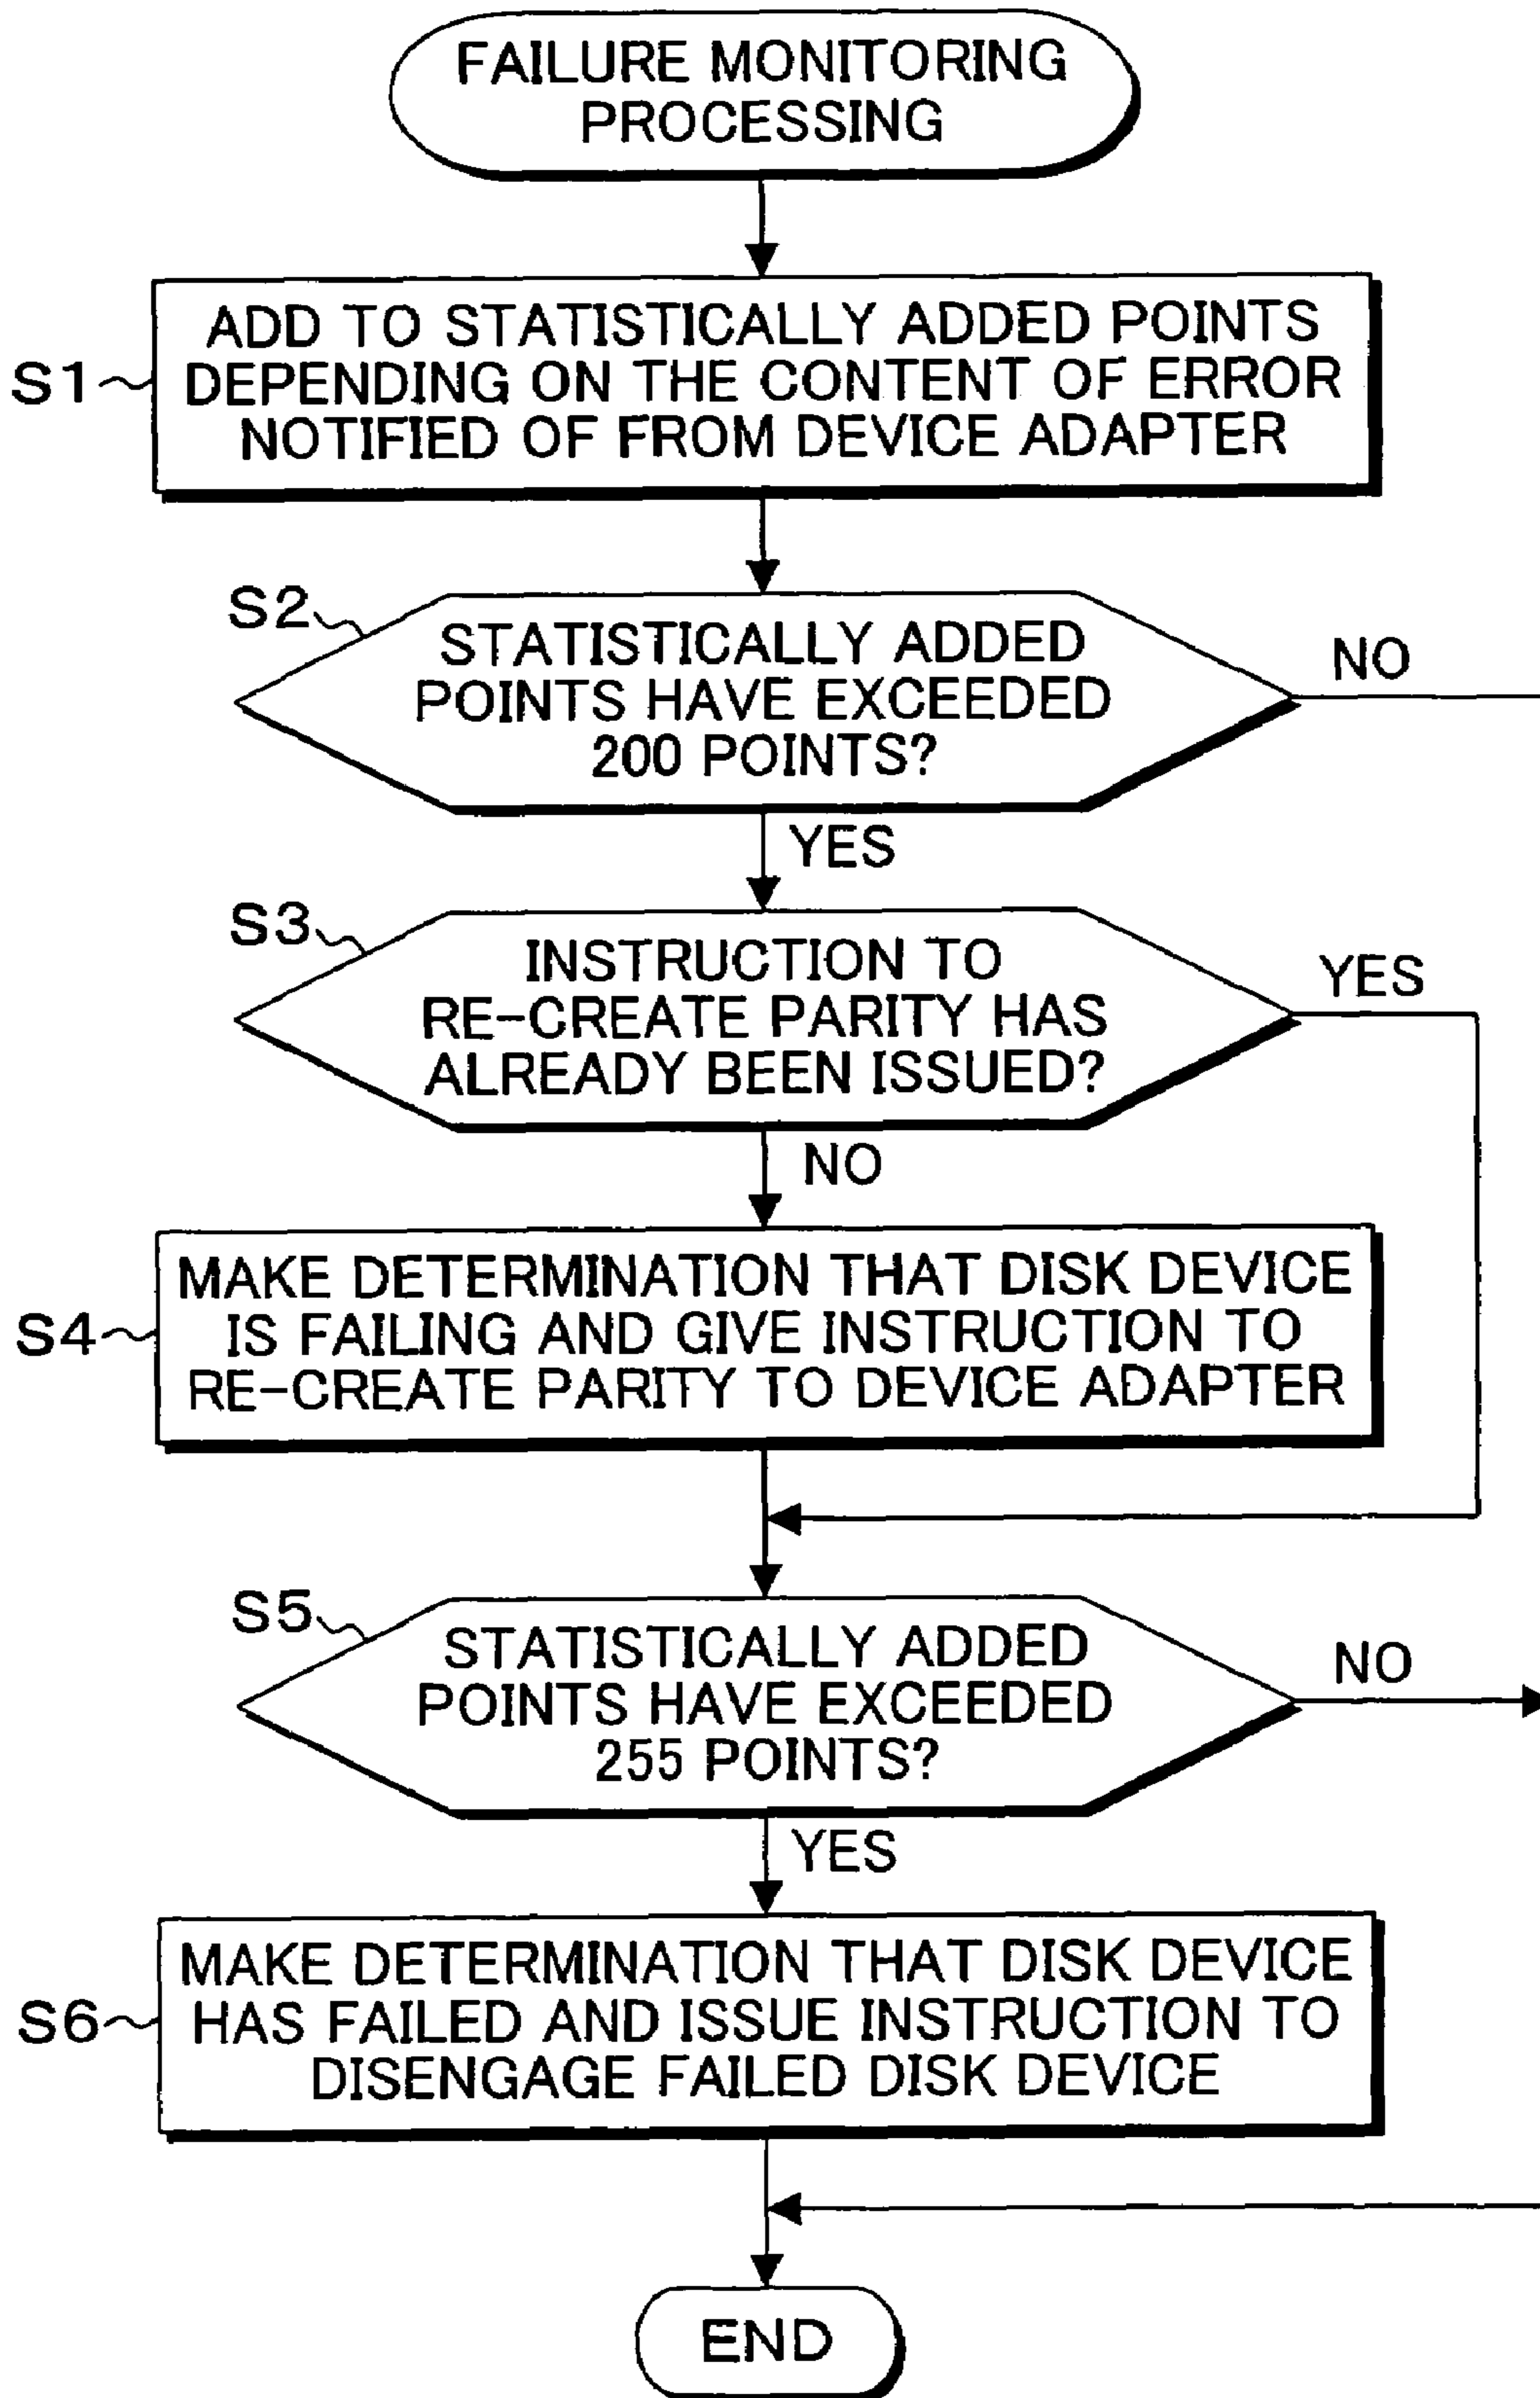 FAILURE MONITORING
PROCESSING
S1
ADD TO STATISTICALLY ADDED POINTS
DEPENDING ON THE CONTENT OF ERROR
NOTIFIED OF FROM DEVICE ADAPTER
S2
STATISTICALLY ADDED
POINTS HAVE EXCEEDED
200 POINTS?
NO
YES
S3
INSTRUCTION TO
RE-CREATE PARITY HAS
ALREADY BEEN ISSUED?
YES
NO
S4
MAKE DETERMINATION THAT DISK DEVICE
IS FAILING AND GIVE INSTRUCTION TO
RE-CREATE PARITY TO DEVICE ADAPTER
S5
STATISTICALLY ADDED
POINTS HAVE EXCEEDED
255 POINTS?
NO
YES
S6
MAKE DETERMINATION THAT DISK DEVICE
HAS FAILED AND ISSUE INSTRUCTION TO
DISENGAGE FAILED DISK DEVICE
END